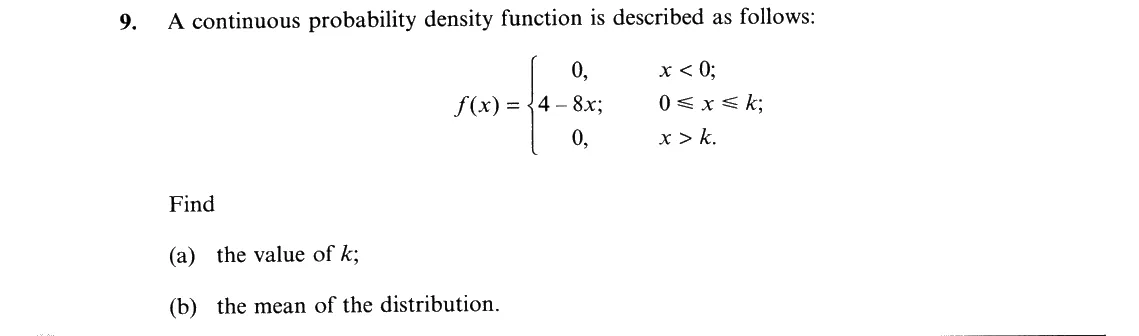 9. A continuous probability density function is described as follows:
0, x < 0;
f(x) = { 4 – 8x; 0 ⩽ x ⩽ k;
0, x > k.
Find
(a) the value of k;
(b) the mean of the distribution.